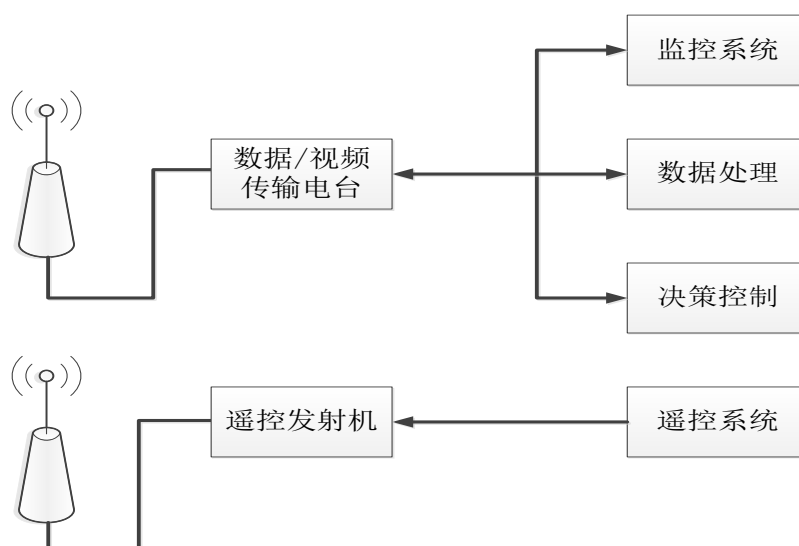 监控系统
数据/视频
传输电台
数据处理
决策控制
遥控发射机
遥控系统